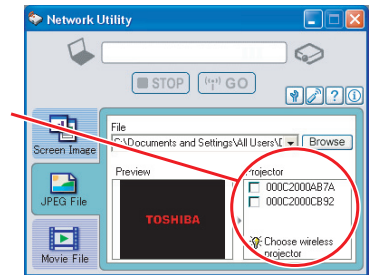 Network Utility
STOP
GO
Screen Image
JPEG File
Movie File
File
C:\Documents and Settings\All Users\
Browse
Preview
TOSHIBA
Projector
000C2000AB7A
000C2000CB92
Choose wireless
projector